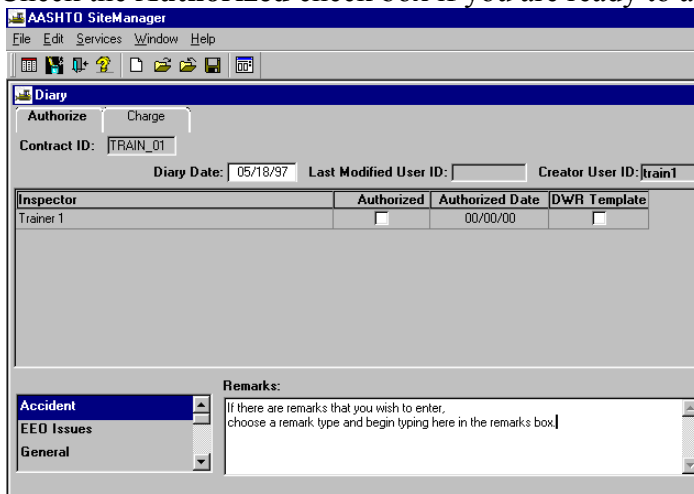 AASHTO SiteManager
File Edit Services Window Help
Diary
Authorize Charge
Contract ID: TRAIN_01
Diary Date: 05/18/97 Last Modified User ID: Creator User ID: train1
Inspector Authorized Authorized Date DWR Template
Trainer 1 00/00/00
Remarks:
Accident
EEO Issues
General
If there are remarks that you wish to enter,
choose a remark type and begin typing here in the remarks box.